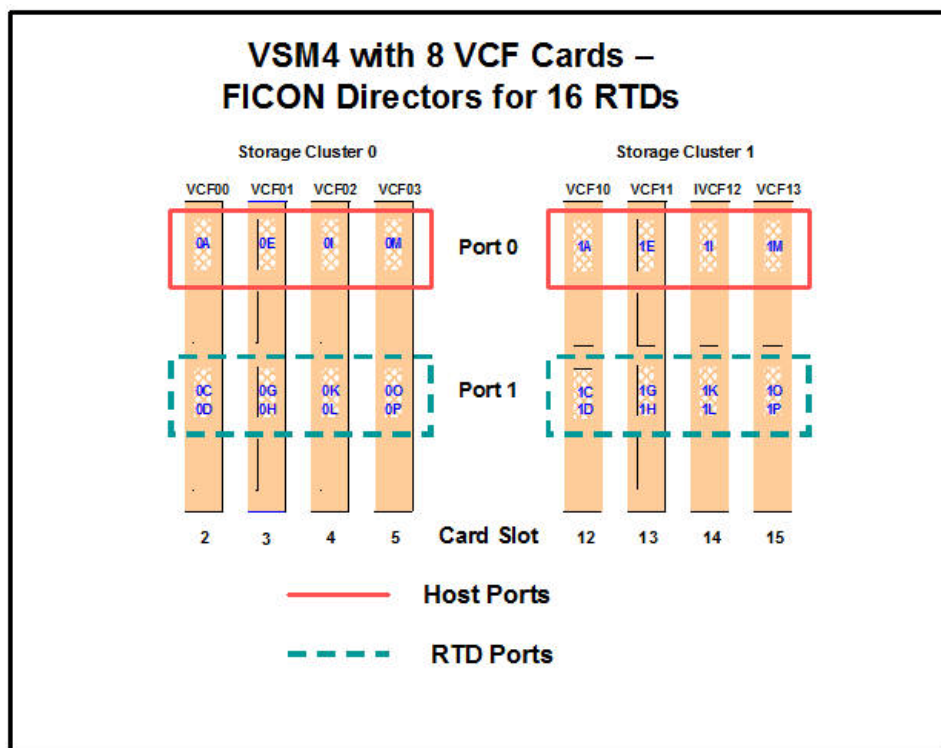 VSM4 with 8 VCF Cards –
FICON Directors for 16 RTDs
Storage Cluster 0 Storage Cluster 1
VCF00 VCF01 VCF02 VCF03 VCF10 VCF11 IVCF12 VCF13
0A 0E 0I 0M Port 0 1A 1E 1I 1M
0C 0G 0K 0O Port 1 1C 1G 1K 1O
0D 0H 0L 0P 1D 1H 1L 1P
2 3 4 5 Card Slot 12 13 14 15
Host Ports
RTD Ports